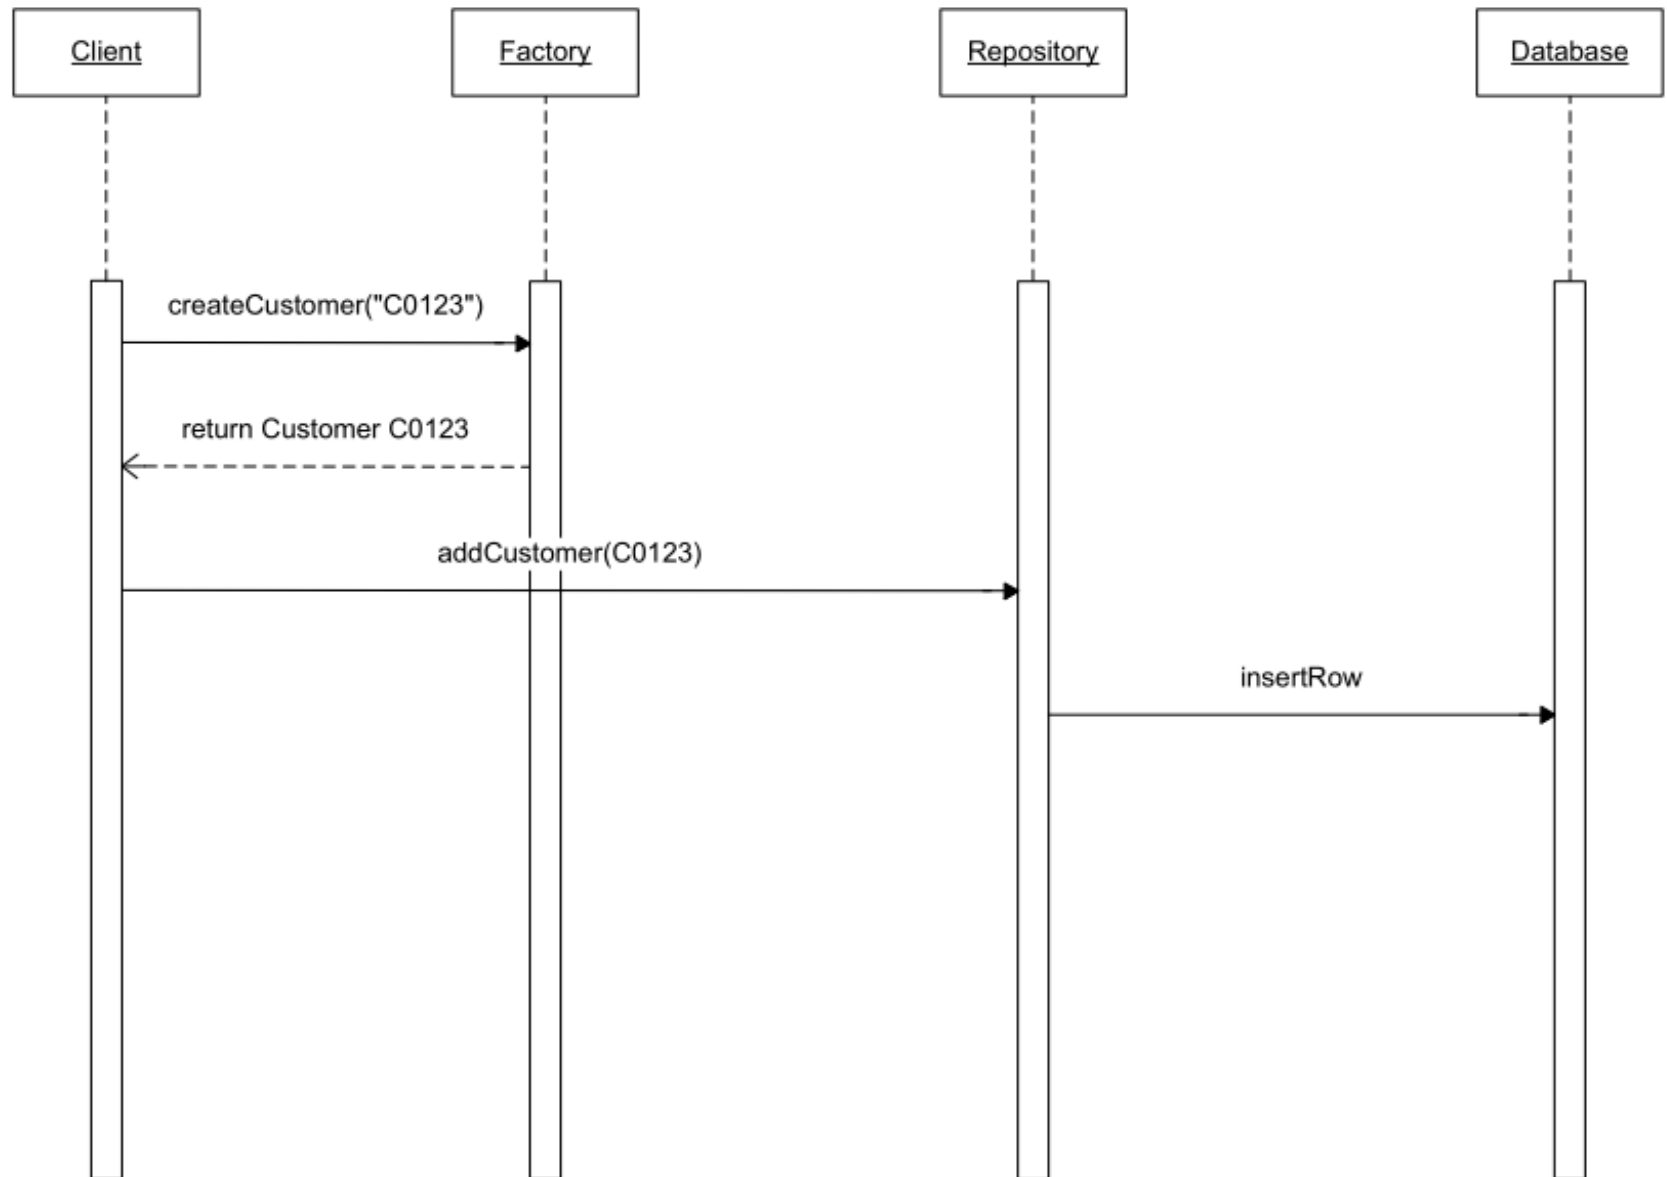 Client
Factory
Repository
Database
createCustomer("C0123")
return Customer C0123
addCustomer(C0123)
insertRow